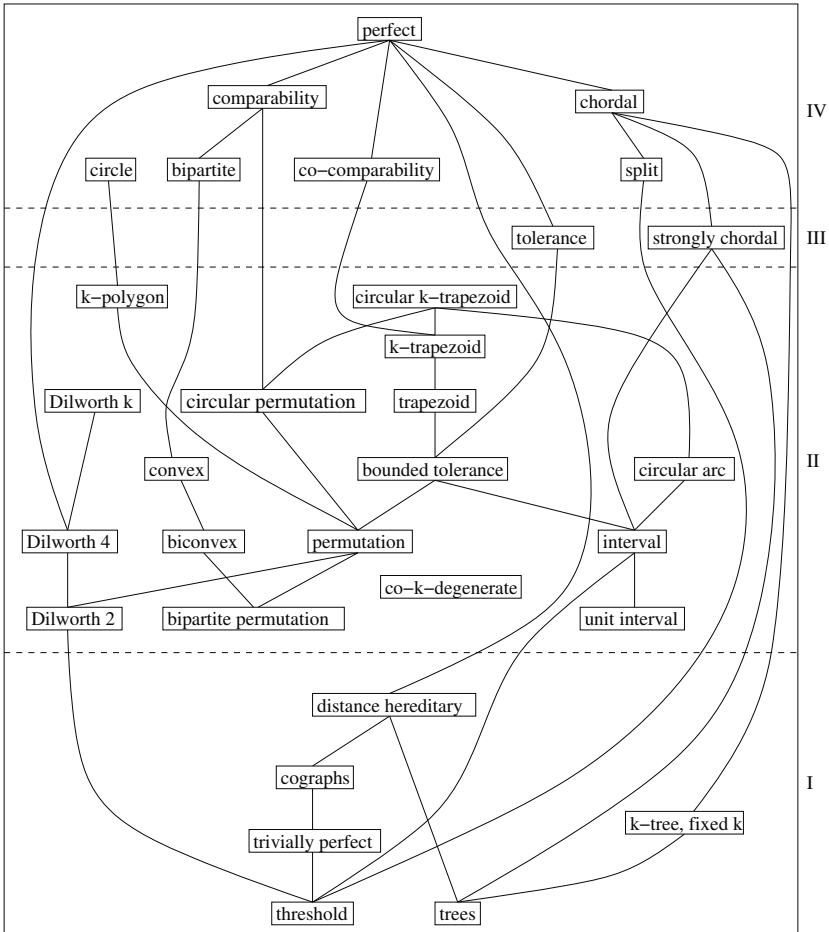 perfect
comparability
chordal
IV
circle
bipartite
co−comparability
split
tolerance
strongly chordal
III
k−polygon
circular k−trapezoid
k−trapezoid
Dilworth k
circular permutation
trapezoid
convex
bounded tolerance
circular arc
II
Dilworth 4
biconvex
permutation
interval
co−k−degenerate
Dilworth 2
bipartite permutation
unit interval
distance hereditary
cographs
I
k−tree, fixed k
trivially perfect
threshold
trees